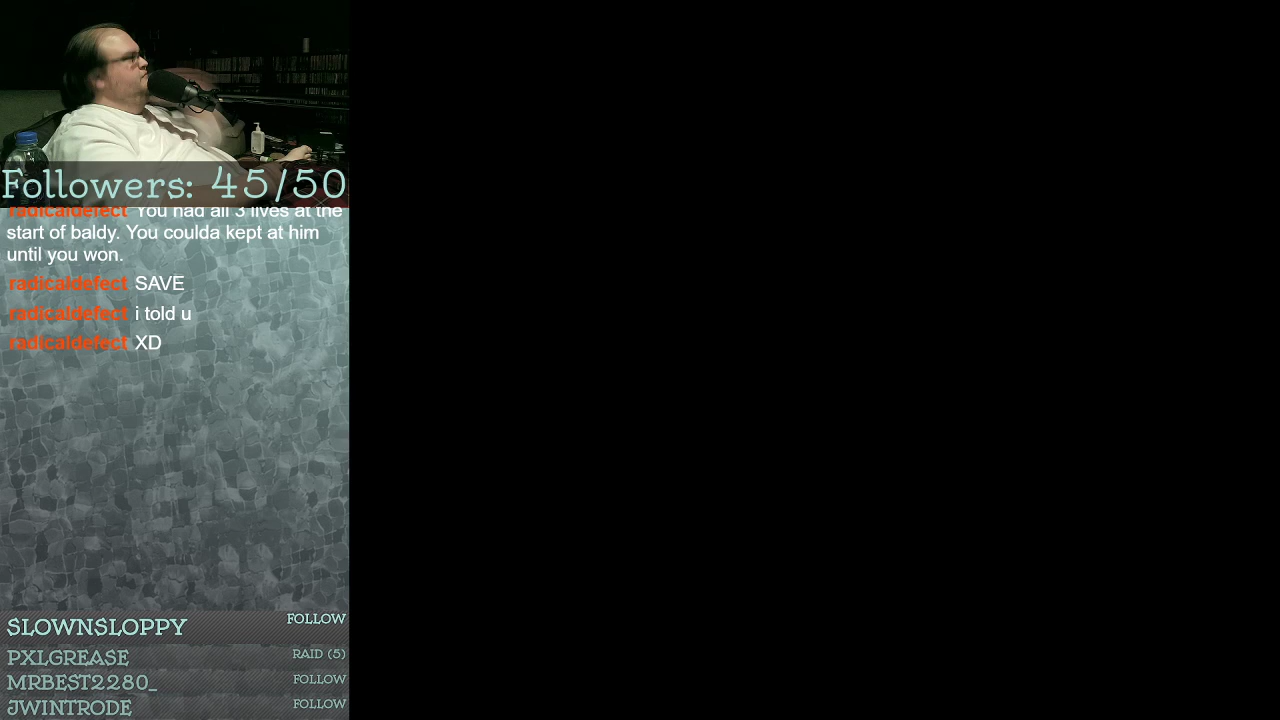 Followers: 45/50
radicaldefect You had all 3 lives at the
start of baldy. You coulda kept at him
until you won.
radicaldefect SAVE
radicaldefect i told u
radicaldefect XD
SLOWNSLOPPY FOLLOW
PXLGREASE RAID (5)
MRBEST2280_ FOLLOW
JWINTRODE FOLLOW